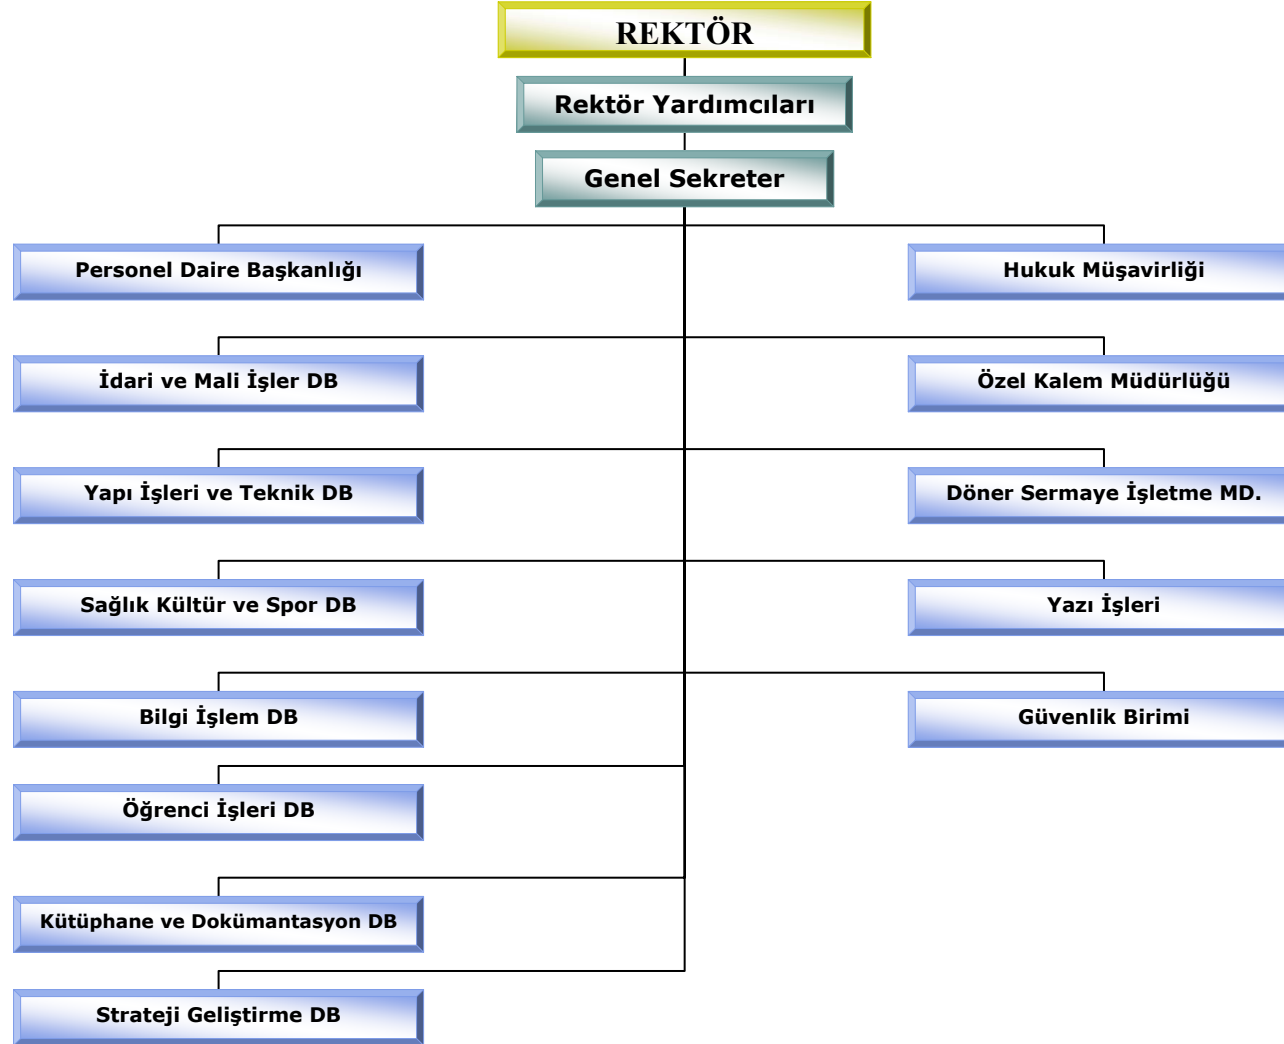 REKTÖR
Rektör Yardımcıları
Genel Sekreter
Personel Daire Başkanlığı
Hukuk Müşavirliği
İdari ve Mali İşler DB
Özel Kalem Müdürlüğü
Yapı İşleri ve Teknik DB
Döner Sermaye İşletme MD.
Sağlık Kültür ve Spor DB
Yazı İşleri
Bilgi İşlem DB
Güvenlik Birimi
Öğrenci İşleri DB
Kütüphane ve Dokümantasyon DB
Strateji Geliştirme DB